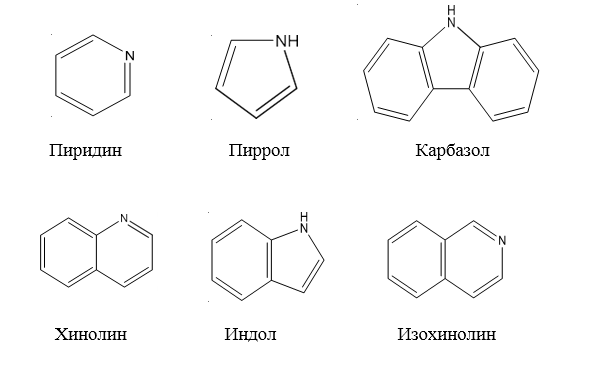 N
NH
H
N
Пиридин
Пиррол
Карбазол
N
H
N
N
Хинолин
Индол
Изохинолин